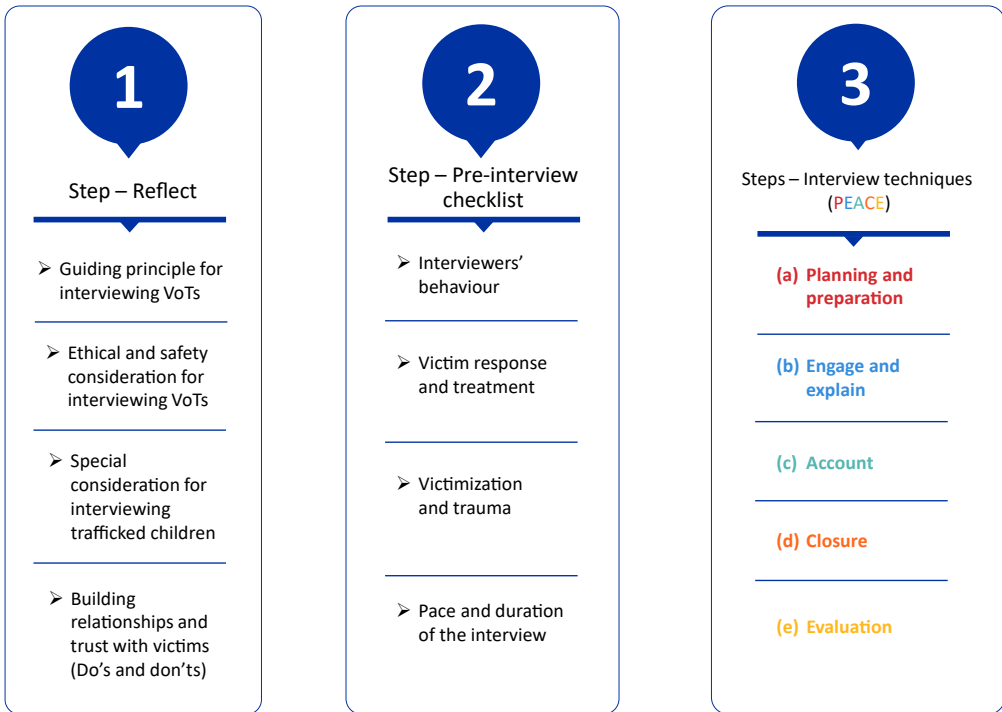 1
Step – Reflect
➢ Guiding principle for
interviewing VoTs
➢ Ethical and safety
consideration for
interviewing VoTs
➢ Special
consideration for
interviewing
trafficked children
➢ Building
relationships and
trust with victims
(Do’s and don’ts)
2
Step – Pre-interview
checklist
➢ Interviewers’
behaviour
➢ Victim response
and treatment
➢ Victimization
and trauma
➢ Pace and duration
of the interview
3
Steps – Interview techniques
(PEACE)
(a) Planning and
preparation
(b) Engage and
explain
(c) Account
(d) Closure
(e) Evaluation